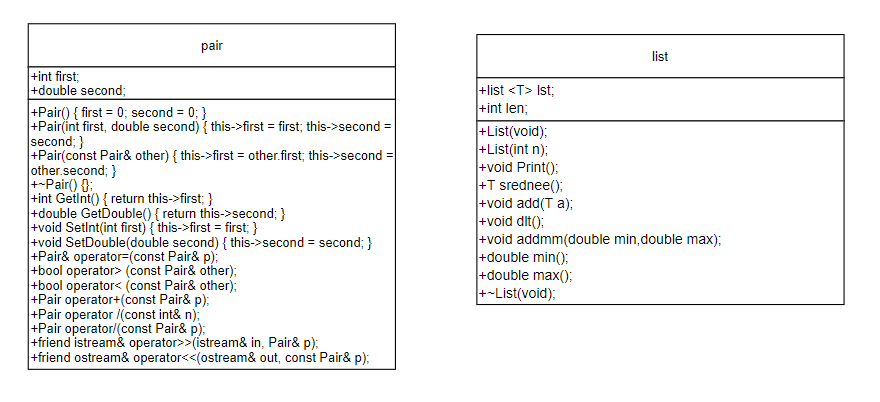 pair
+int first;
+double second;
+Pair() { first = 0; second = 0; }
+Pair(int first, double second) { this->first = first; this->second =
second; }
+Pair(const Pair& other) { this->first = other.first; this->second =
other.second; }
+~Pair() {};
+int GetInt() { return this->first; }
+double GetDouble() { return this->second; }
+void SetInt(int first) { this->first = first; }
+void SetDouble(double second) { this->second = second; }
+Pair& operator=(const Pair& p);
+bool operator> (const Pair& other);
+bool operator< (const Pair& other);
+Pair operator+(const Pair& p);
+Pair operator /(const int& n);
+Pair operator/(const Pair& p);
+friend istream& operator>>(istream& in, Pair& p);
+friend ostream& operator<<(ostream& out, const Pair& p);
list
+list <T> lst;
+int len;
+List(void);
+List(int n);
+void Print();
+T srednee();
+void add(T a);
+void dlt();
+void addmm(double min,double max);
+double min();
+double max();
+~List(void);